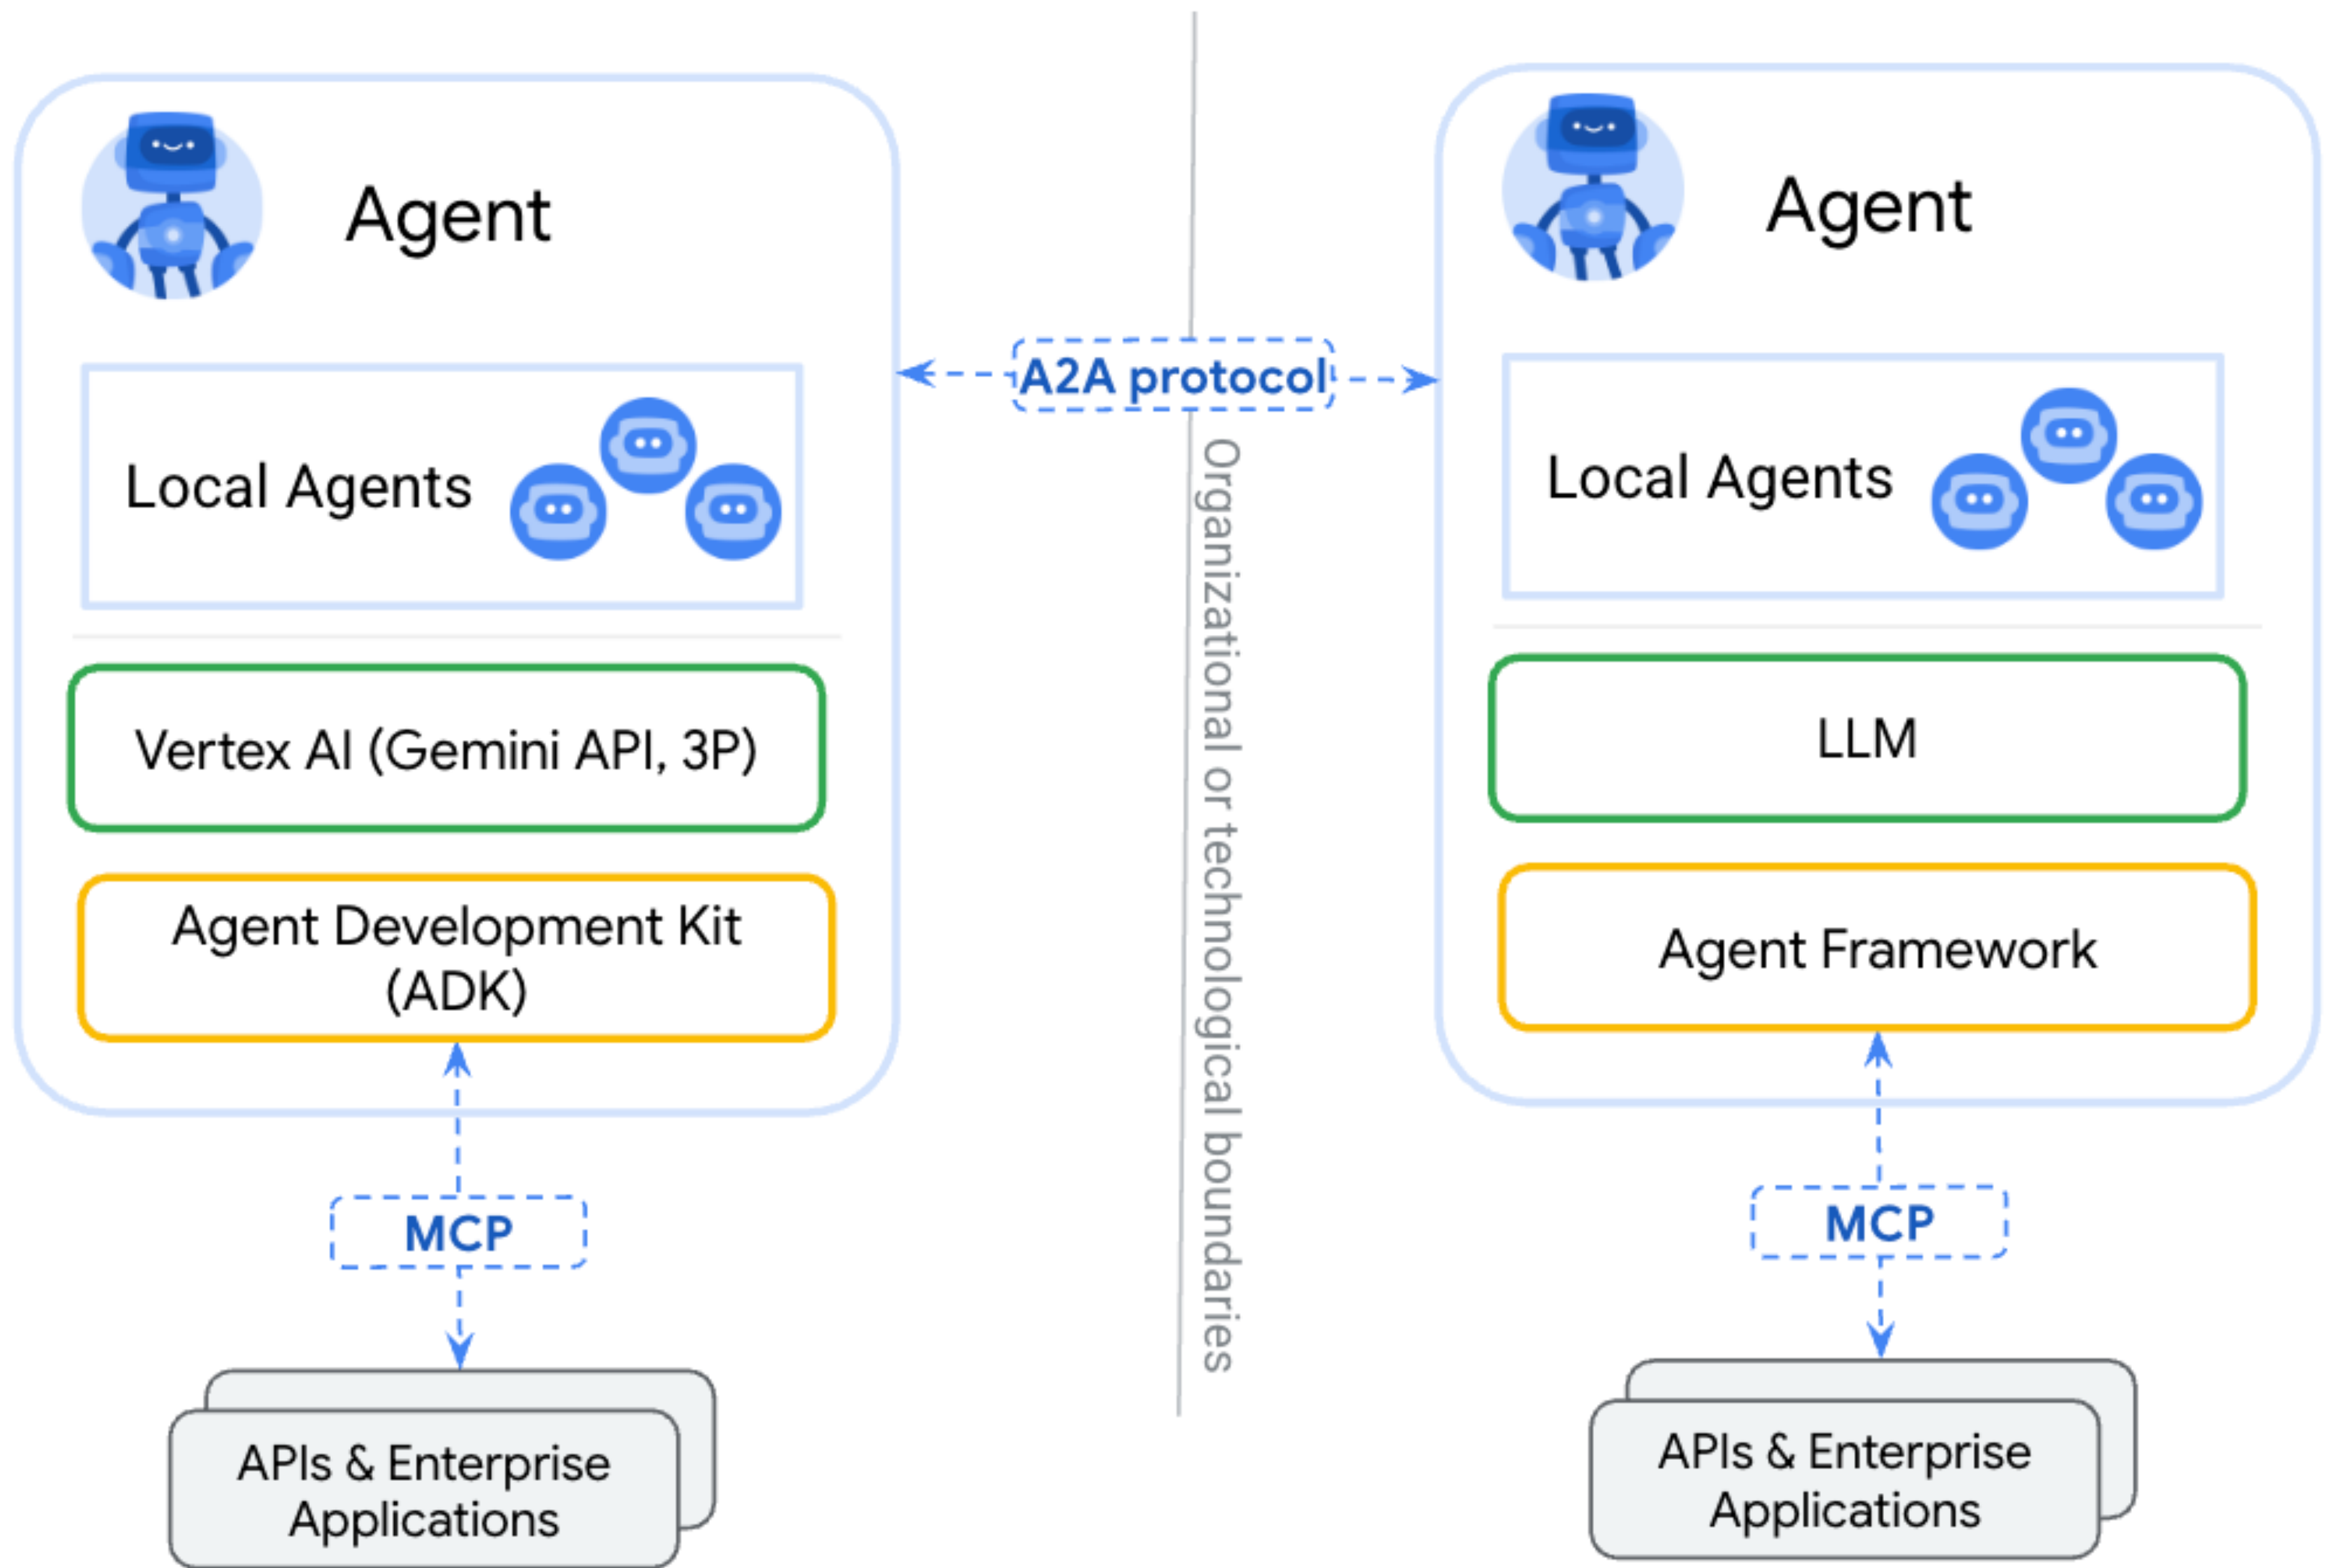 Agent
Local Agents
Vertex AI (Gemini API, 3P)
Agent Development Kit
(ADK)
MCP
APIs & Enterprise
Applications
A2A protocol
Organizational or technological boundaries
Agent
Local Agents
LLM
Agent Framework
MCP
APIs & Enterprise
Applications